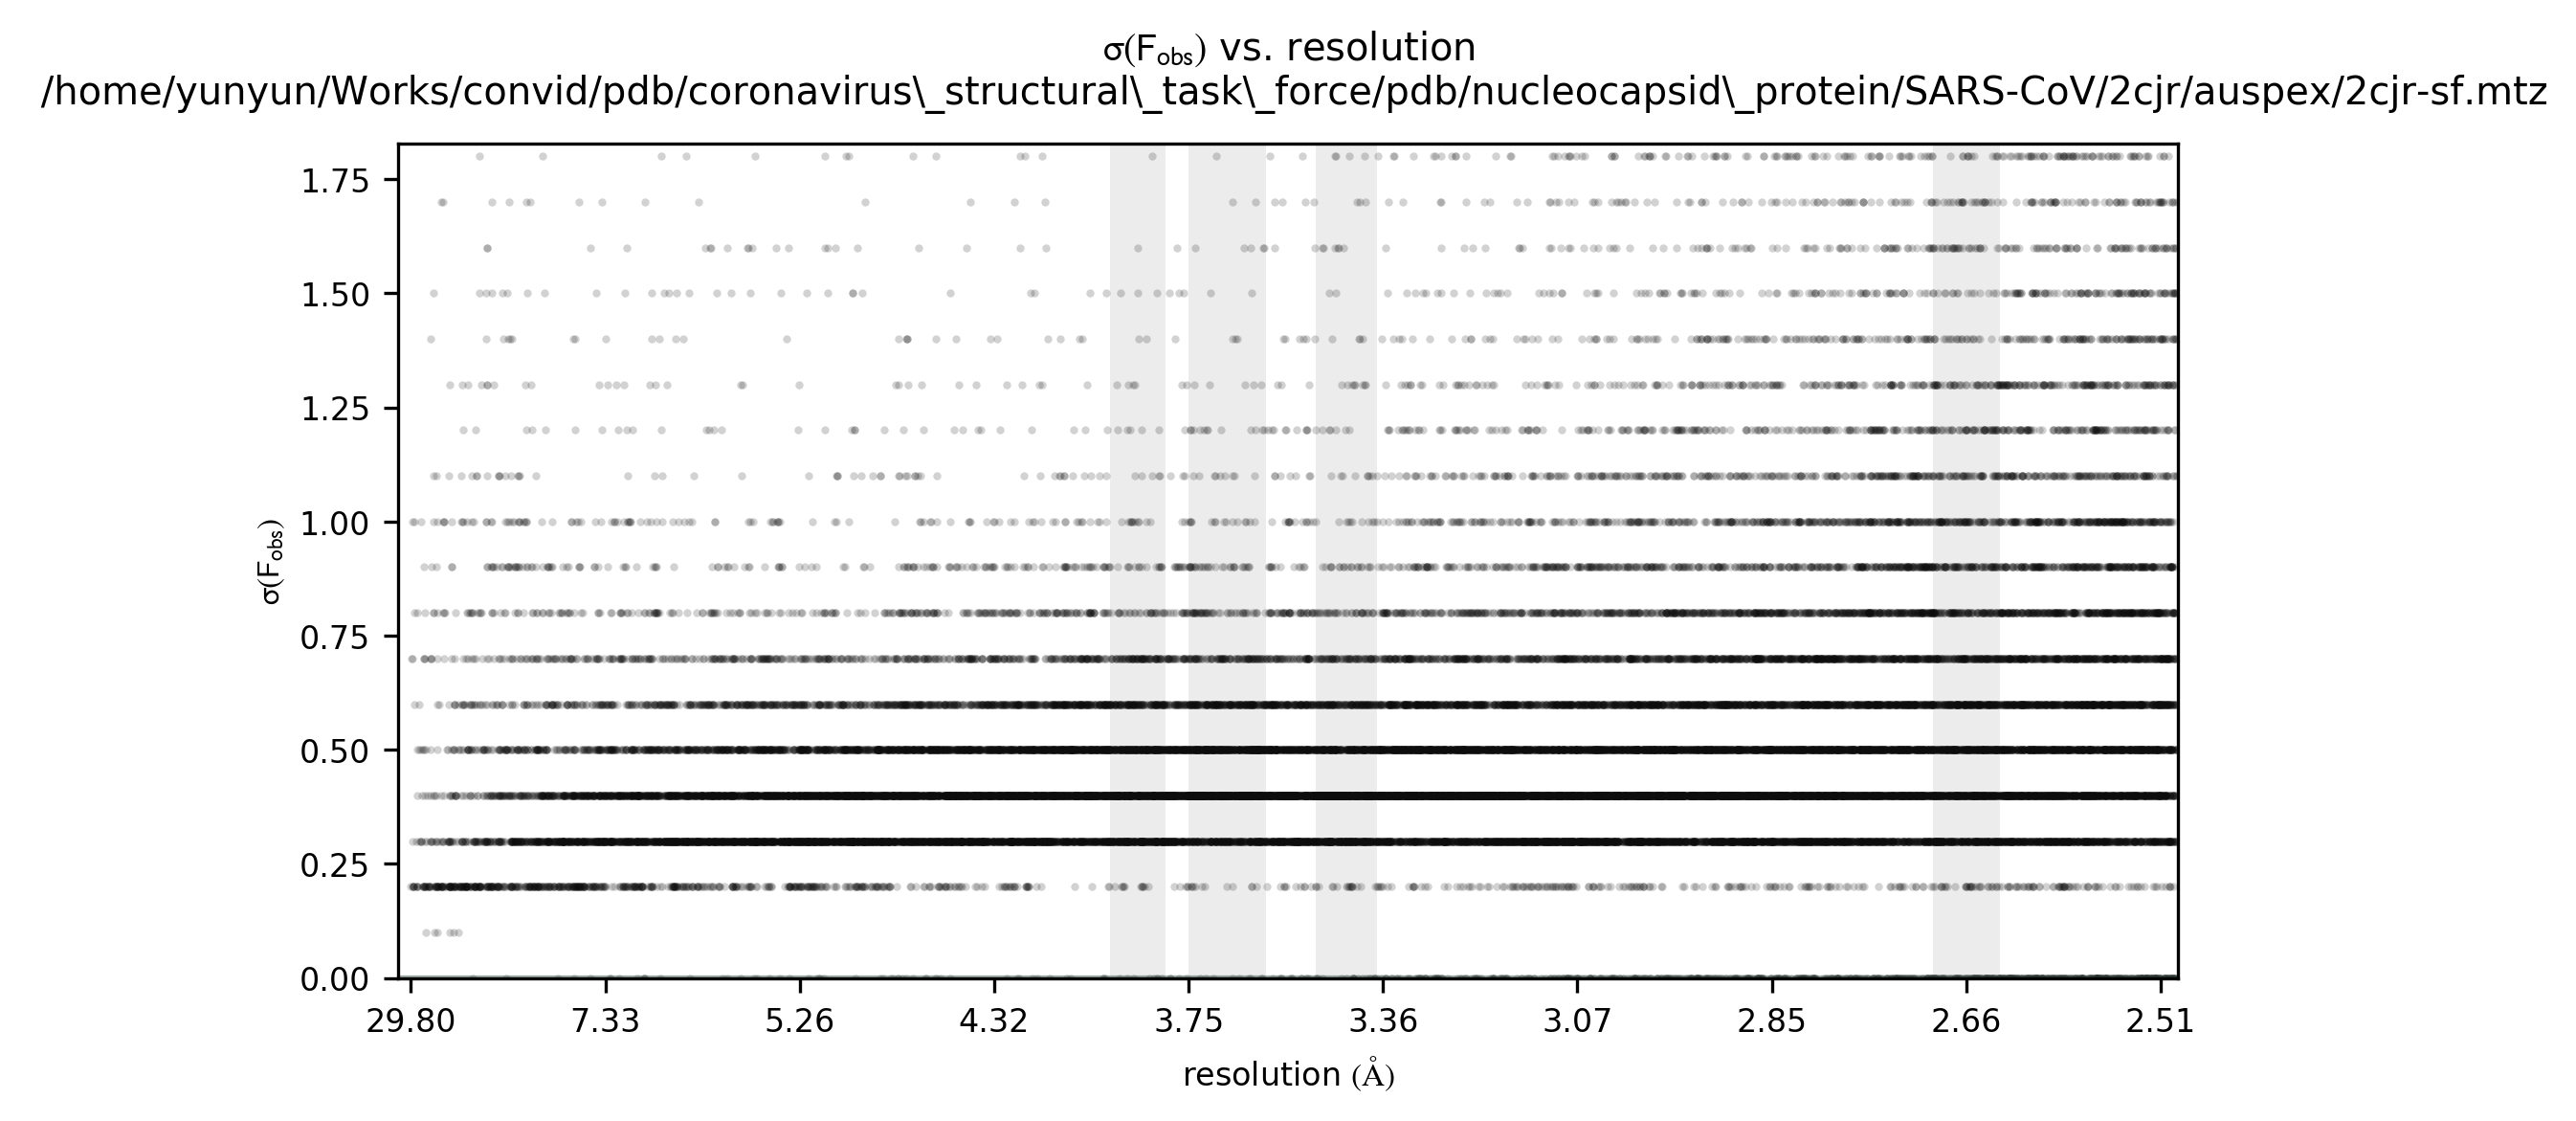 σ(Fobs) vs. resolution
/home/yunyun/Works/convid/pdb/coronavirus\_structural\_task\_force/pdb/nucleocapsid\_protein/SARS-CoV/2cjr/auspex/2cjr-sf.mtz
1.75
1.50
1.25
1.00
0.75
0.50
0.25
0.00
σ(Fobs)
29.80 7.33 5.26 4.32 3.75 3.36 3.07 2.85 2.66 2.51
resolution (Å)